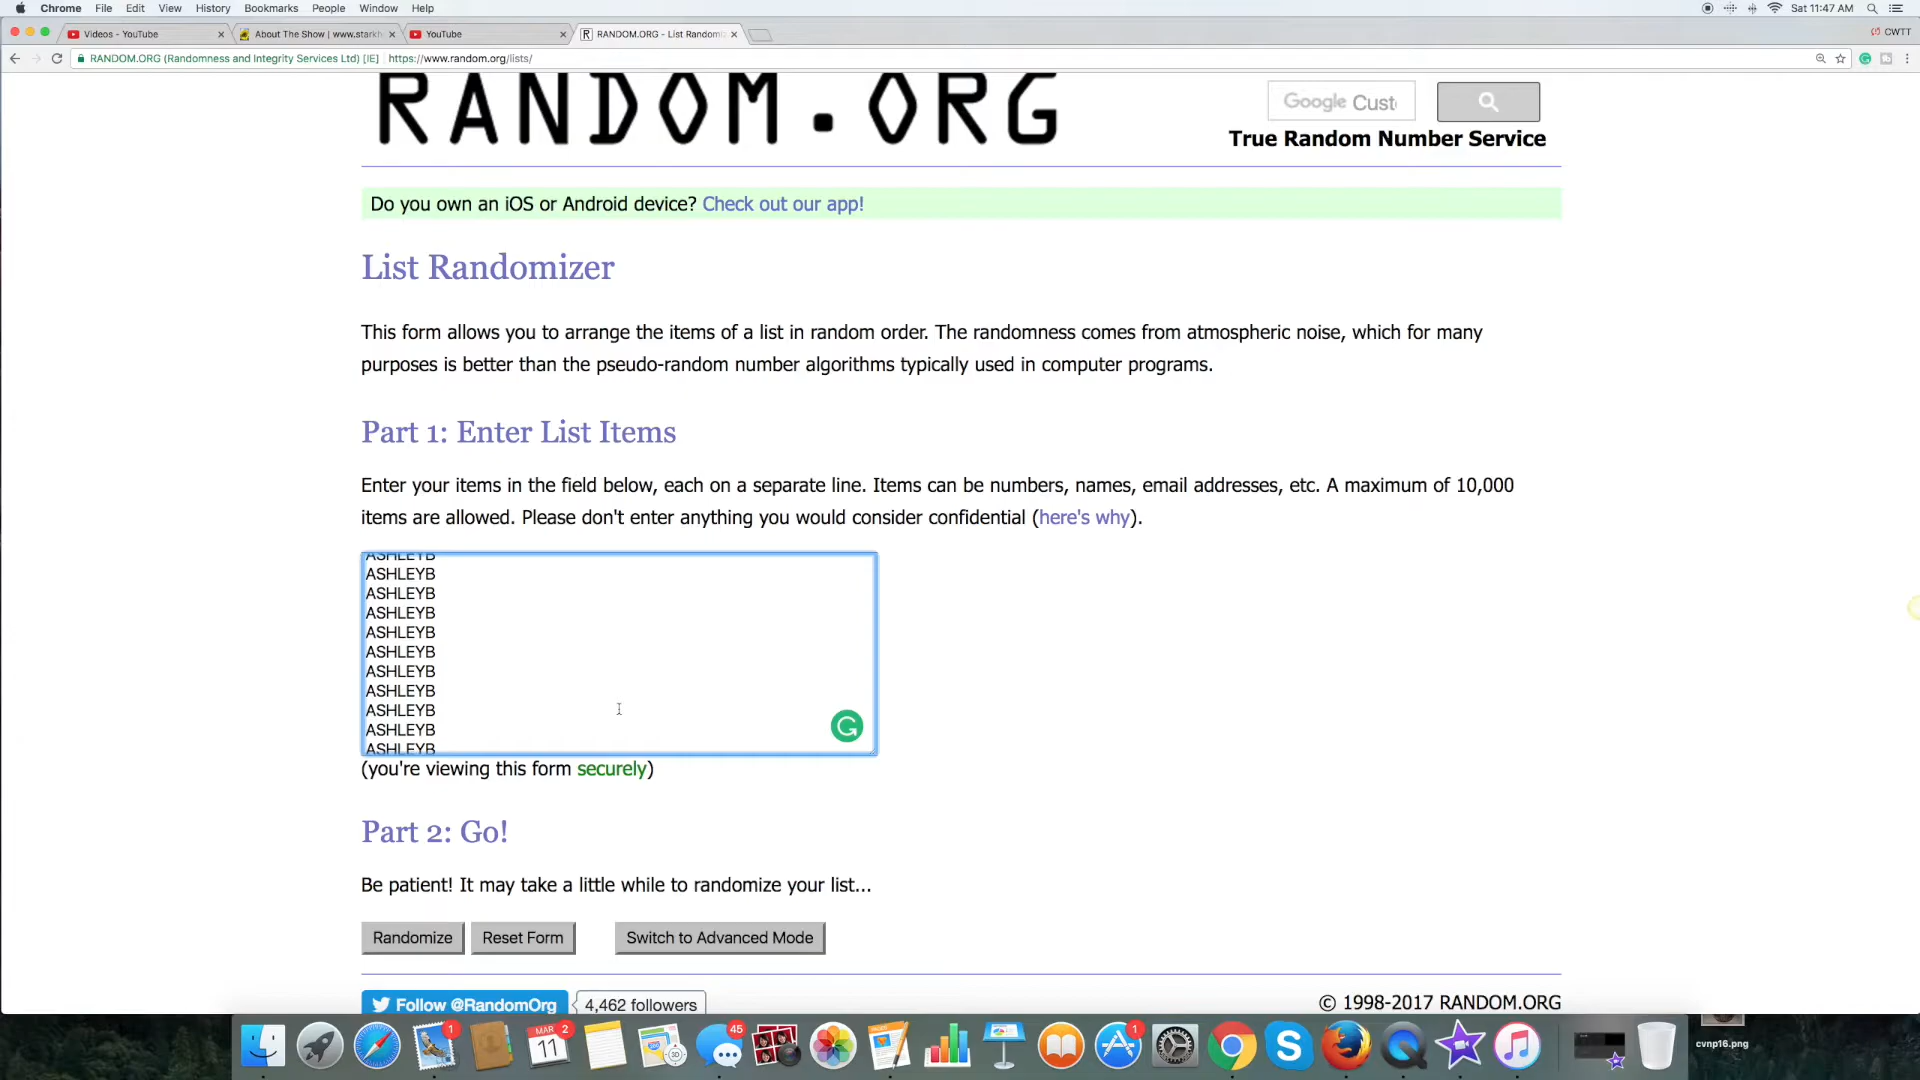 Chrome File Edit View History Bookmarks People Window Help Sat 11:47 AM
Videos - YouTube About The Show | www.starkh YouTube RANDOM.ORG - List Randomiz CWTT
RANDOM.ORG (Randomness and Integrity Services Ltd) [IE] https://www.random.org/lists/
RANDOM.ORG
Google Cust
True Random Number Service
Do you own an iOS or Android device? Check out our app!
List Randomizer
This form allows you to arrange the items of a list in random order. The randomness comes from atmospheric noise, which for many
purposes is better than the pseudo-random number algorithms typically used in computer programs.
Part 1: Enter List Items
Enter your items in the field below, each on a separate line. Items can be numbers, names, email addresses, etc. A maximum of 10,000
items are allowed. Please don't enter anything you would consider confidential (here's why).
ASHLEYB
ASHLEYB
ASHLEYB
ASHLEYB
ASHLEYB
ASHLEYB
ASHLEYB
ASHLEYB
ASHLEYB
ASHLEYB
ASHLEYB
(you're viewing this form securely)
Part 2: Go!
Be patient! It may take a little while to randomize your list...
Randomize Reset Form Switch to Advanced Mode
Follow @RandomOrg 4,462 followers
© 1998-2017 RANDOM.ORG
1 MAR 11 2 3D 45 1
cvnp16.png